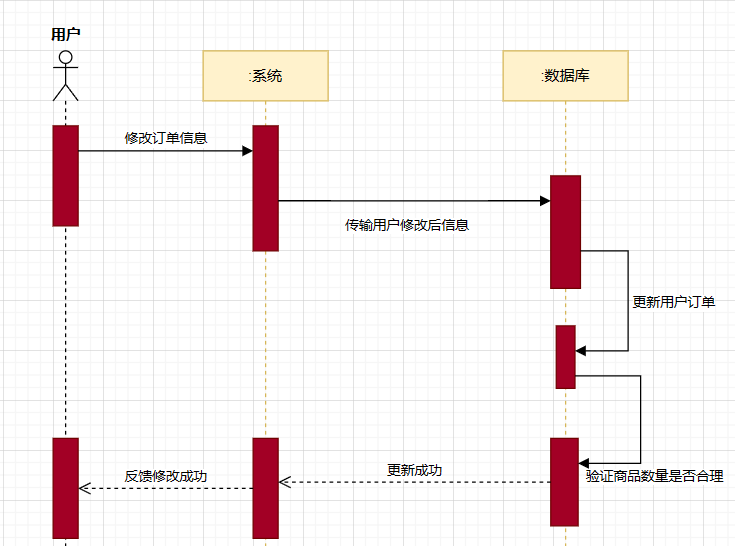 用户
:系统
:数据库
修改订单信息
传输用户修改后信息
更新用户订单
更新成功
验证商品数量是否合理
反馈修改成功